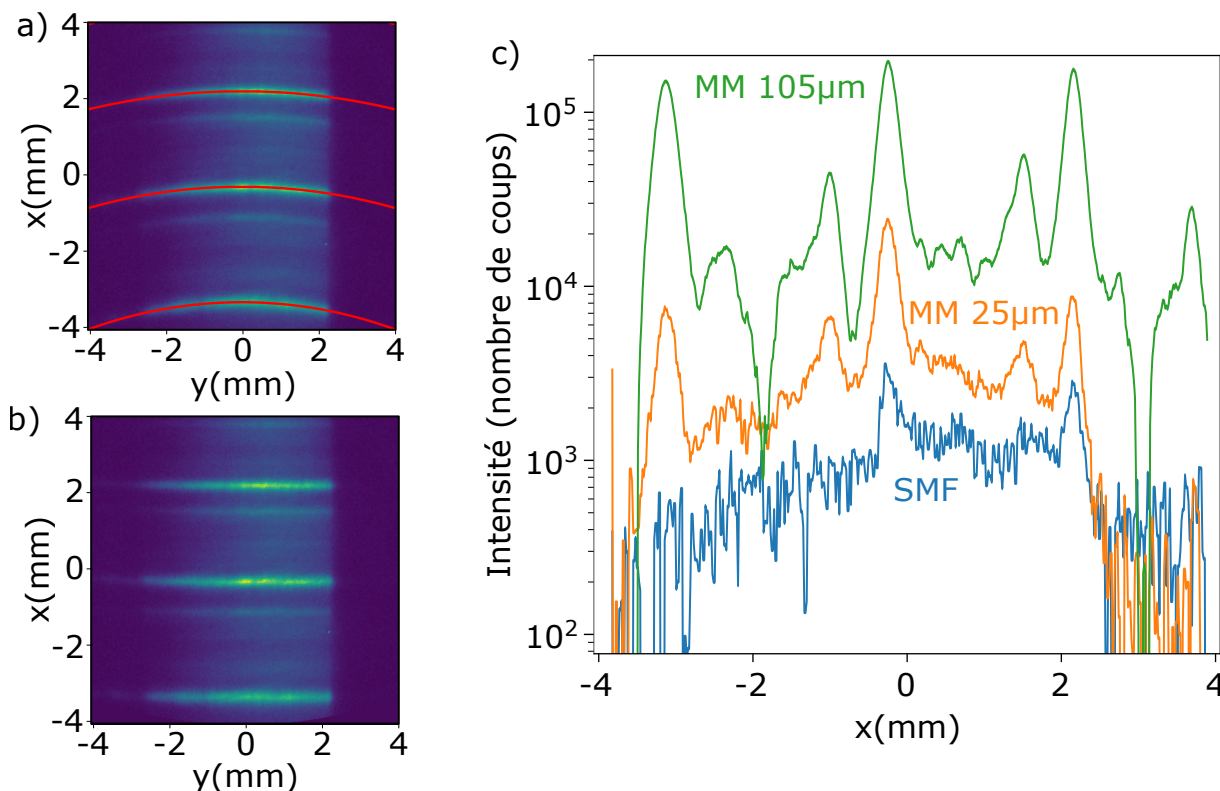 a)
4
2
0
-2
-4
x(mm)
-4 -2 0 2 4
y(mm)
b)
4
2
0
-2
-4
x(mm)
-4 -2 0 2 4
y(mm)
c)
MM 105µm
MM 25µm
SMF
10⁵
10⁴
10³
10²
Intensité (nombre de coups)
-4 -2 0 2 4
x(mm)